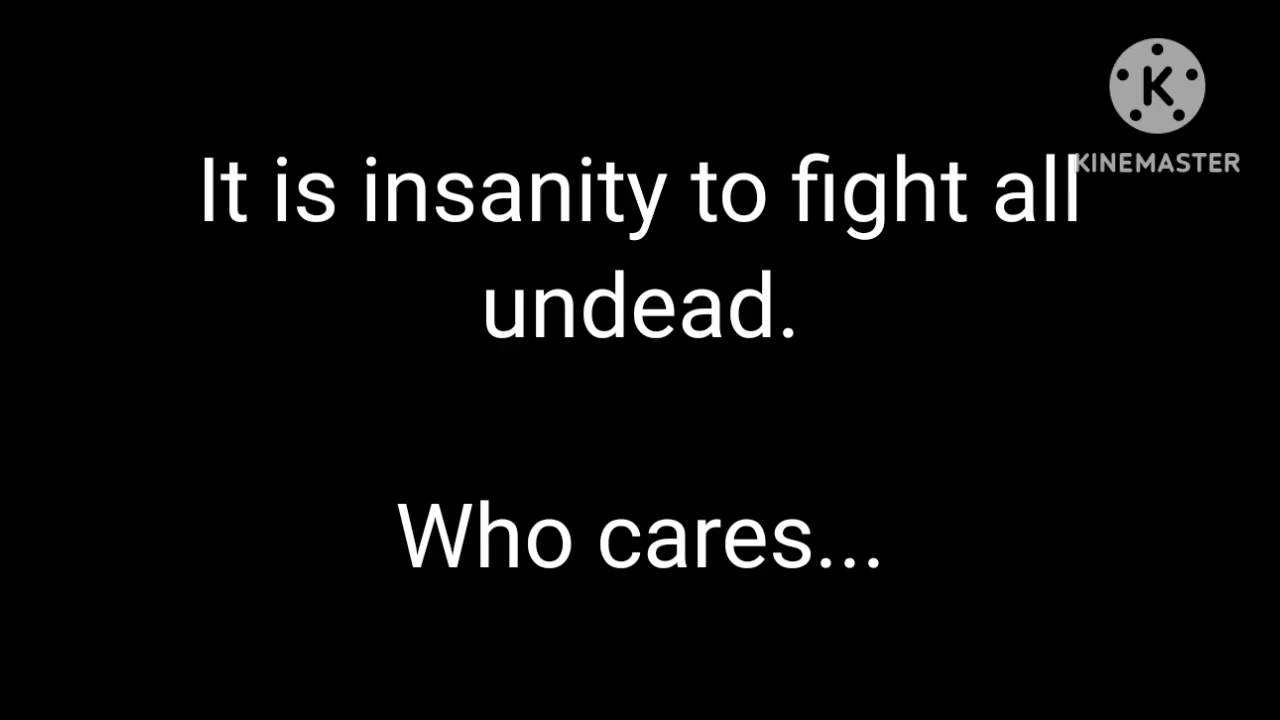 K
KINEMASTER
It is insanity to fight all
undead.
Who cares...